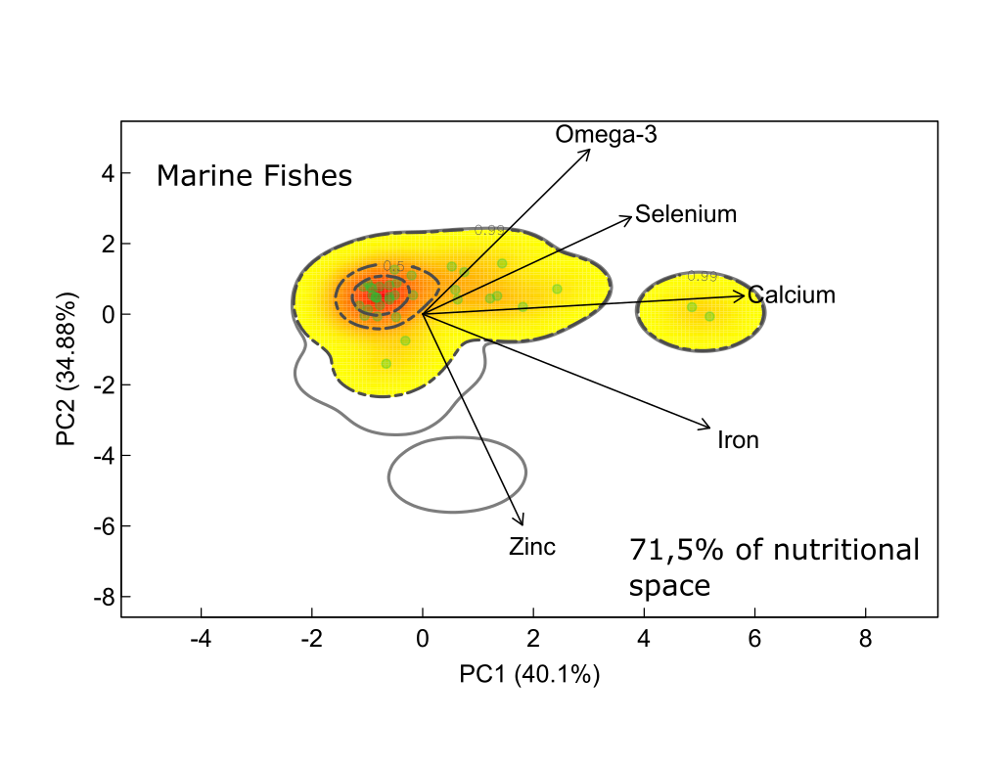 Omega-3
Marine Fishes
Selenium
0.99
0.5
0.99
Calcium
Iron
Zinc
71,5% of nutritional
space
4
2
0
-2
-4
-6
-8
PC2 (34.88%)
-4
-2
0
2
4
6
8
PC1 (40.1%)